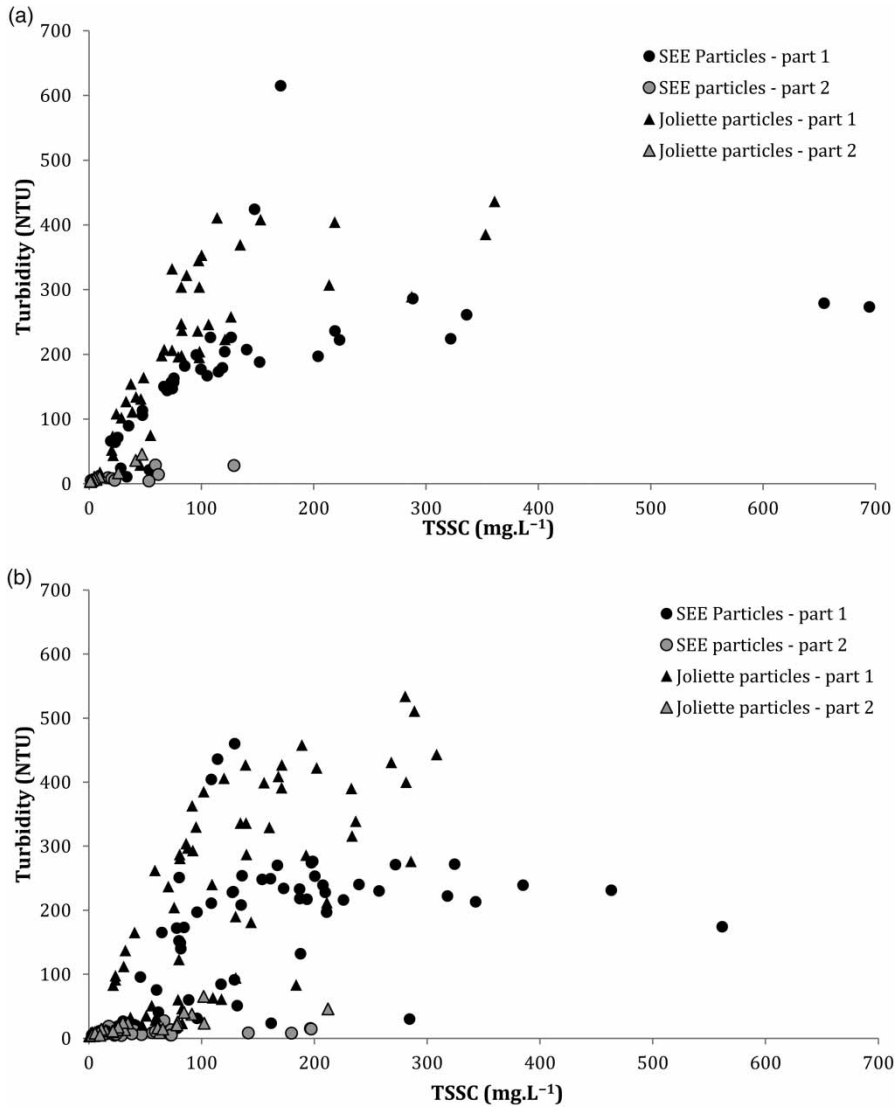 (a)
700
600
500
400
300
200
100
0
Turbidity (NTU)
SEE Particles - part 1
SEE particles - part 2
Joliette particles - part 1
Joliette particles - part 2
0 100 200 300 400 500 600 700
TSSC (mg.L⁻¹)
(b)
700
600
500
400
300
200
100
0
Turbidity (NTU)
SEE Particles - part 1
SEE particles - part 2
Joliette particles - part 1
Joliette particles - part 2
0 100 200 300 400 500 600 700
TSSC (mg.L⁻¹)